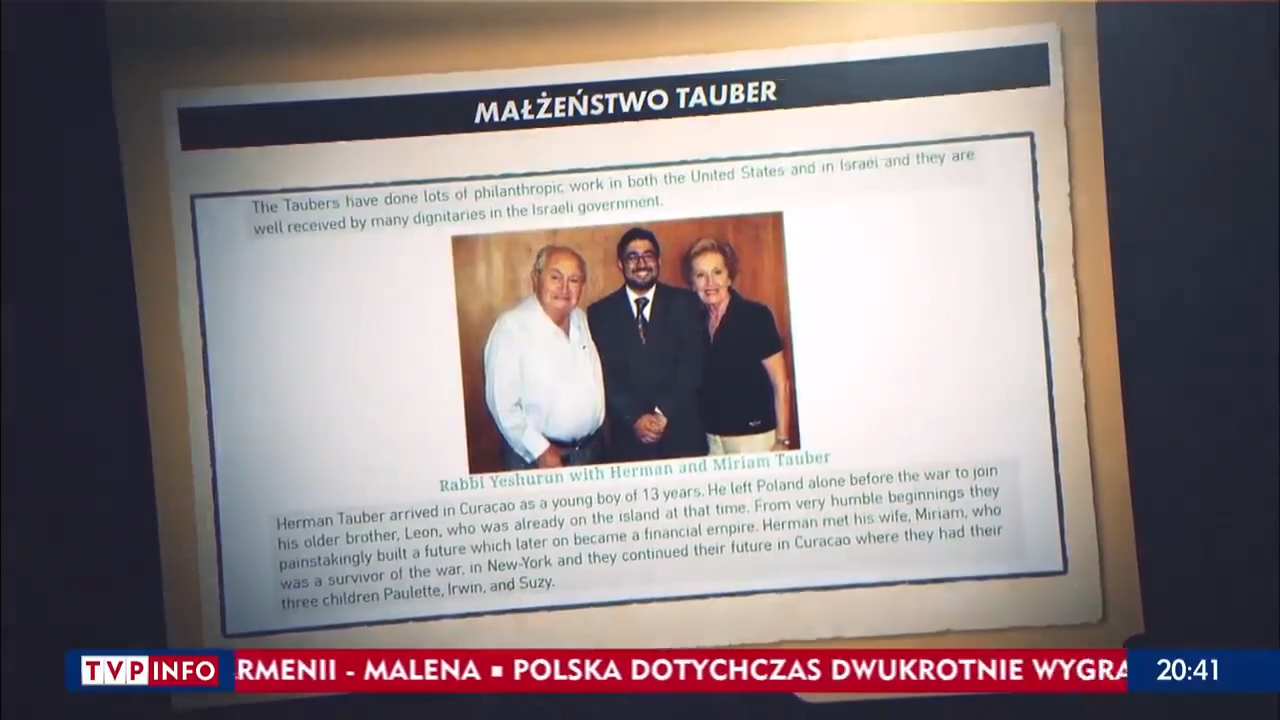 MAŁŻEŃSTWO TAUBER
The Taubers have done lots of philanthropic work in both the United States and in Israel and they are
well received by many dignitaries in the Israeli government.
Rabbi Yeshurun with Herman and Miriam Tauber
Herman Tauber arrived in Curacao as a young boy of 13 years. He left Poland alone before the war to join
his older brother, Leon, who was already on the island at that time. From very humble beginnings they
painstakingly built a future which later on became a financial empire. Herman met his wife, Miriam, who
was a survivor of the war, in New-York and they continued their future in Curacao where they had their
three children Paulette, Irwin, and Suzy.
TVP INFO RMENII - MALENA ▪ POLSKA DOTYCHCZAS DWUKROTNIE WYGRA 20:41